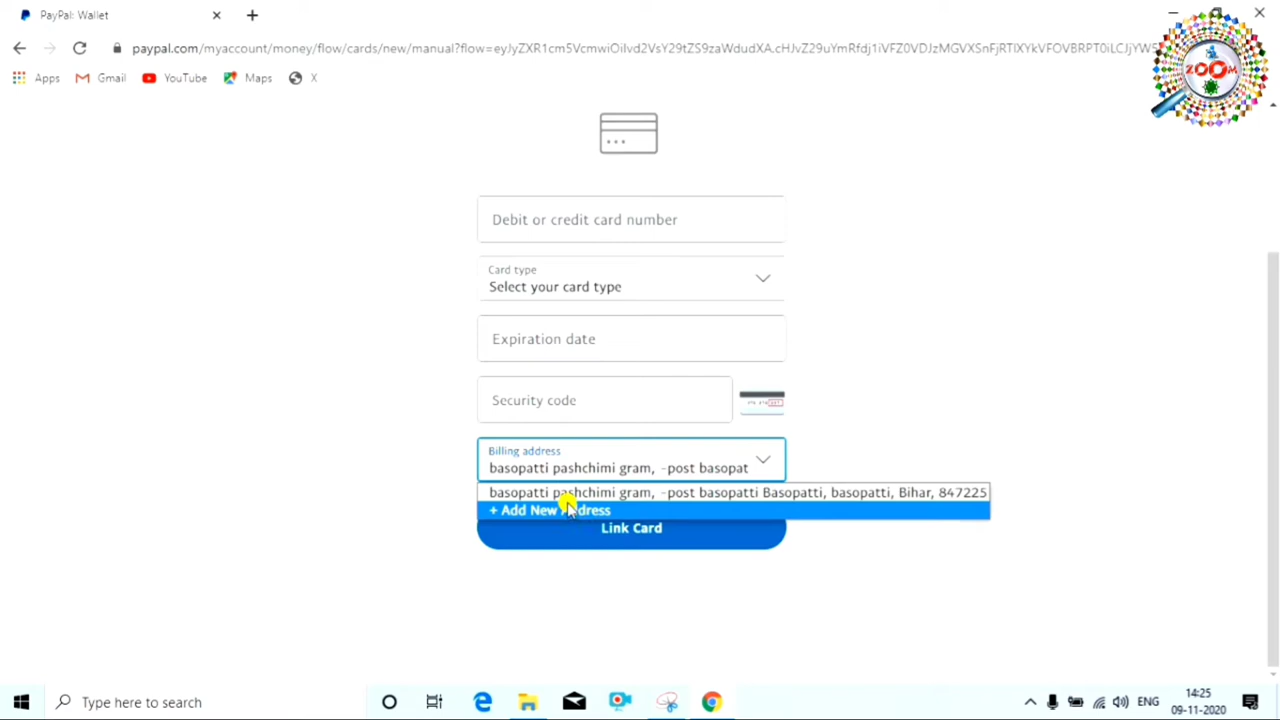 PayPal: Wallet
paypal.com/myaccount/money/flow/cards/new/manual?flow=
Apps Gmail YouTube Maps X
ZOOM
Debit or credit card number
Card type
Select your card type
Expiration date
Security code
Billing address
basopatti pashchimi gram, -post basopat
basopatti pashchimi gram, -post basopatti Basopatti, basopatti, Bihar, 847225
+ Add New Address
Link Card
Type here to search
ENG
14:25
09-11-2020